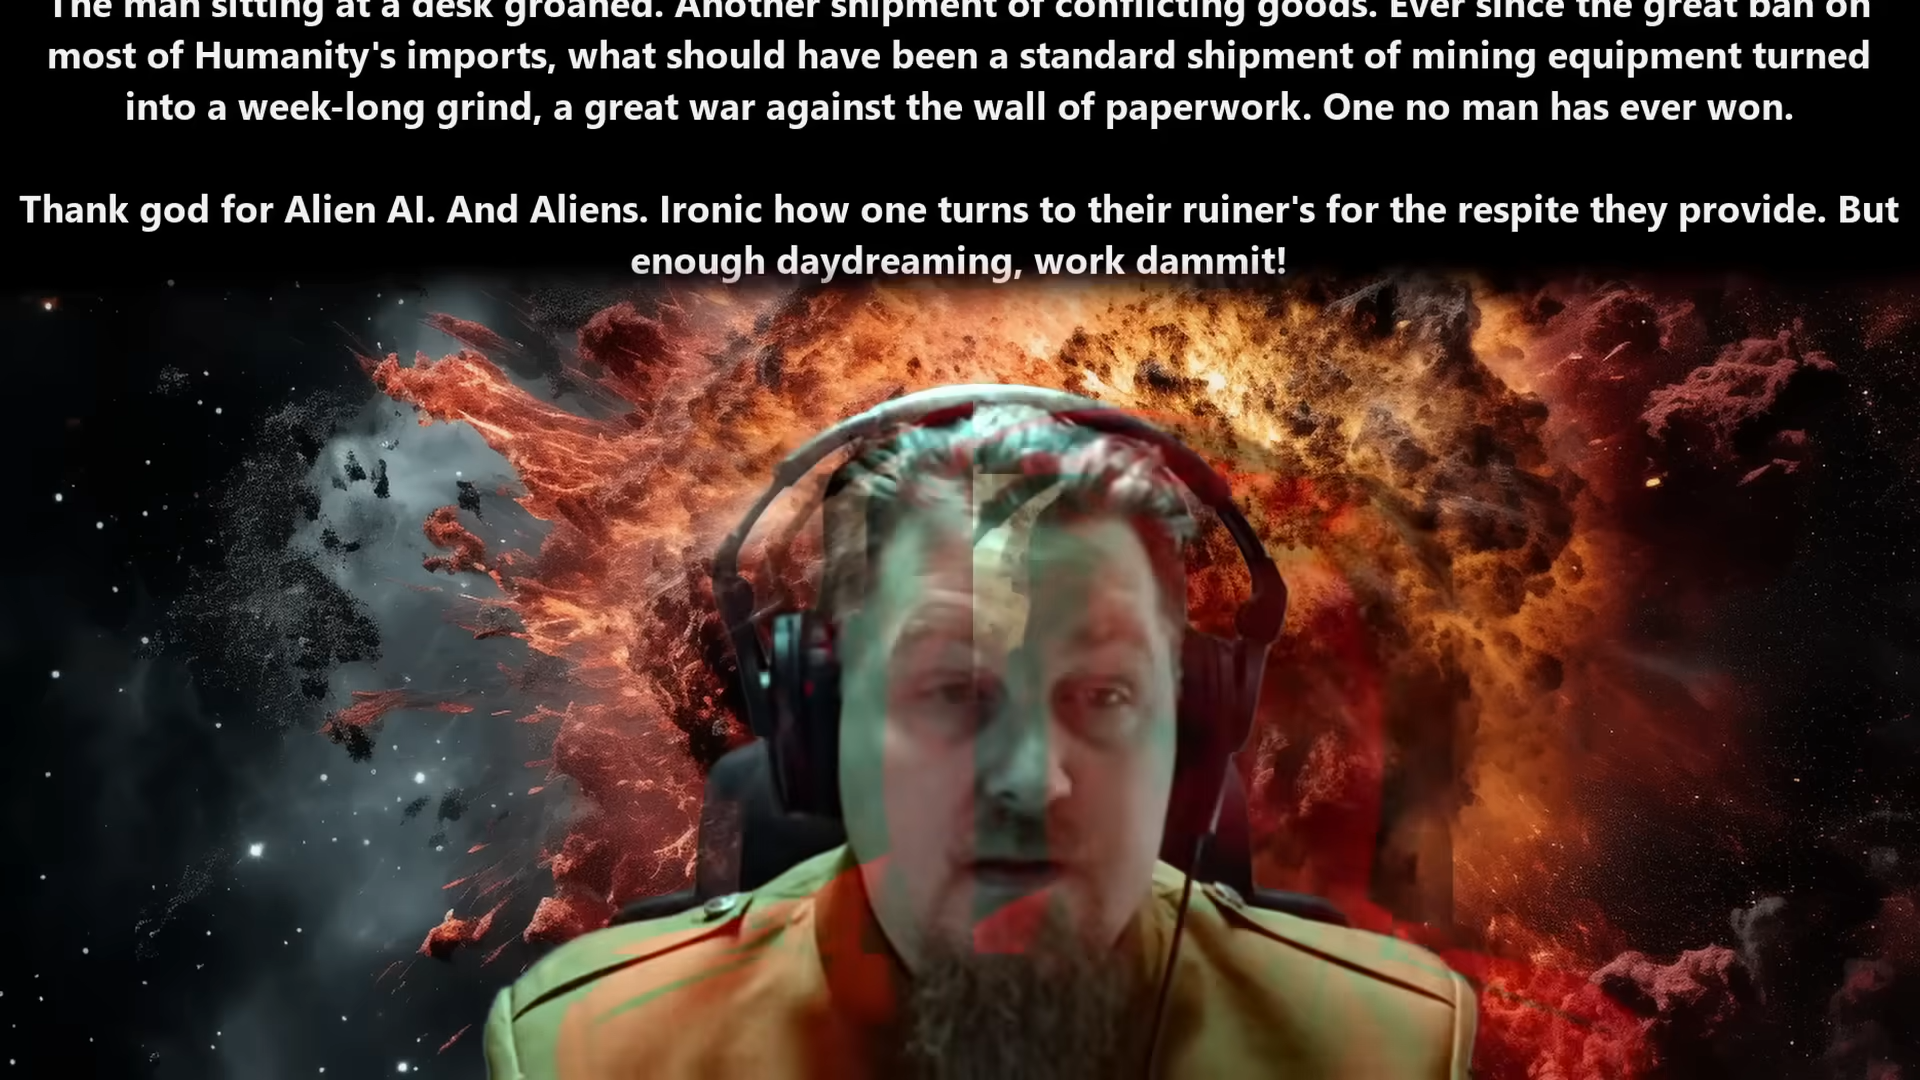 The man sitting at a desk groaned. Another shipment of conflicting goods. Ever since the great ban on
most of Humanity's imports, what should have been a standard shipment of mining equipment turned
into a week-long grind, a great war against the wall of paperwork. One no man has ever won.
Thank god for Alien AI. And Aliens. Ironic how one turns to their ruiner's for the respite they provide. But
enough daydreaming, work dammit!